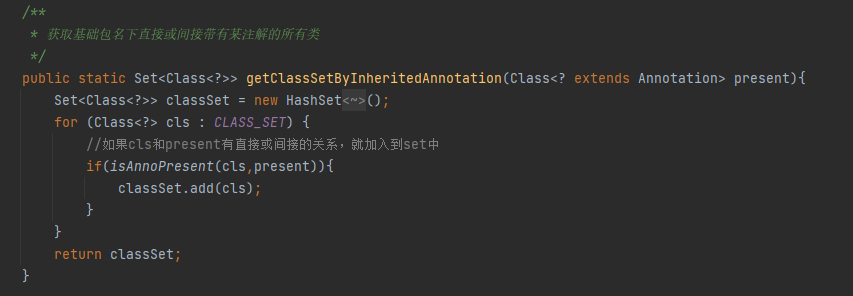 /**
 * 获取基础包名下直接或间接带有某注解的所有类
 */
public static Set<Class<?>> getClassSetByInheritedAnnotation(Class<? extends Annotation> present){
    Set<Class<?>> classSet = new HashSet<~>();
    for (Class<?> cls : CLASS_SET) {
        //如果cls和present有直接或间接的关系，就加入到set中
        if(isAnnoPresent(cls,present)){
            classSet.add(cls);
        }
    }
    return classSet;
}